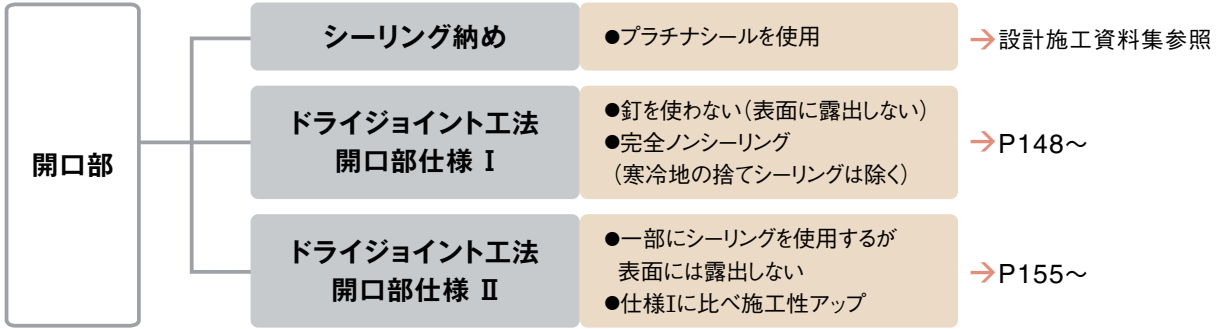 開口部
シーリング納め
●プラチナシールを使用
→設計施工資料集参照
ドライジョイント工法
開口部仕様 Ⅰ
●釘を使わない（表面に露出しない）
●完全ノンシーリング
（寒冷地の捨てシーリングは除く）
→P148～
ドライジョイント工法
開口部仕様 Ⅱ
●一部にシーリングを使用するが
表面には露出しない
●仕様Ⅰに比べ施工性アップ
→P155～